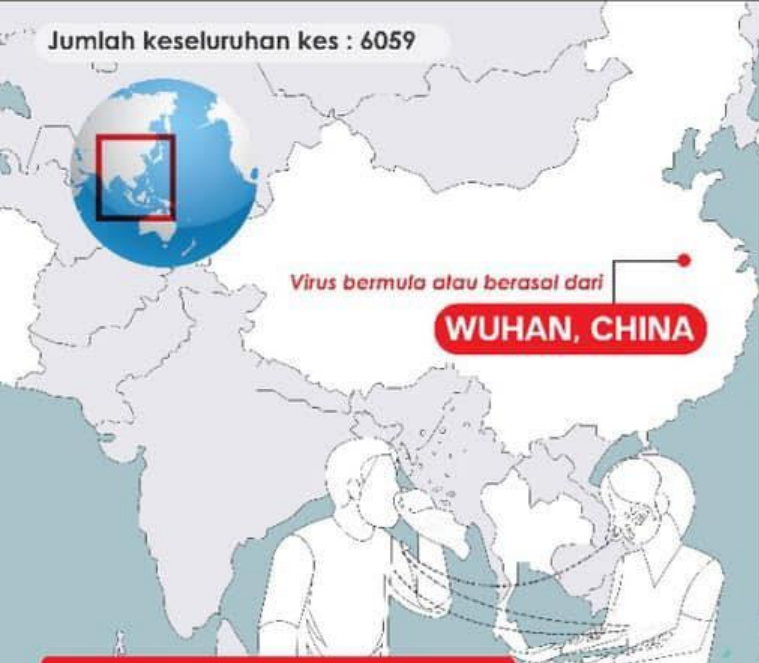 Jumlah keseluruhan kes : 6059
Virus bermula atau berasal dari
WUHAN, CHINA